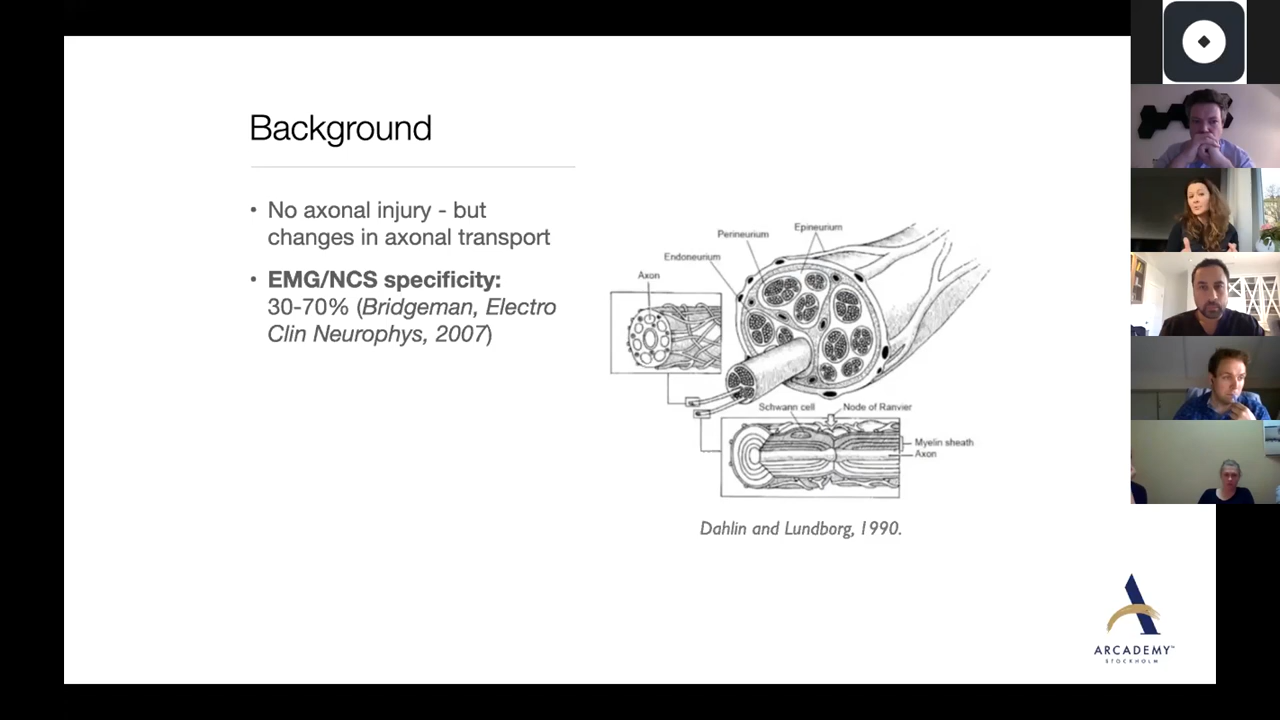 Background
• No axonal injury - but
changes in axonal transport
• EMG/NCS specificity:
30-70% (Bridgeman, Electro
Clin Neurophys, 2007)
Epineurium
Perineurium
Endoneurium
Axon
Schwann cell
Node of Ranvier
Myelin sheath
Axon
Dahlin and Lundborg, 1990.
ARCADEMY™
STOCKHOLM